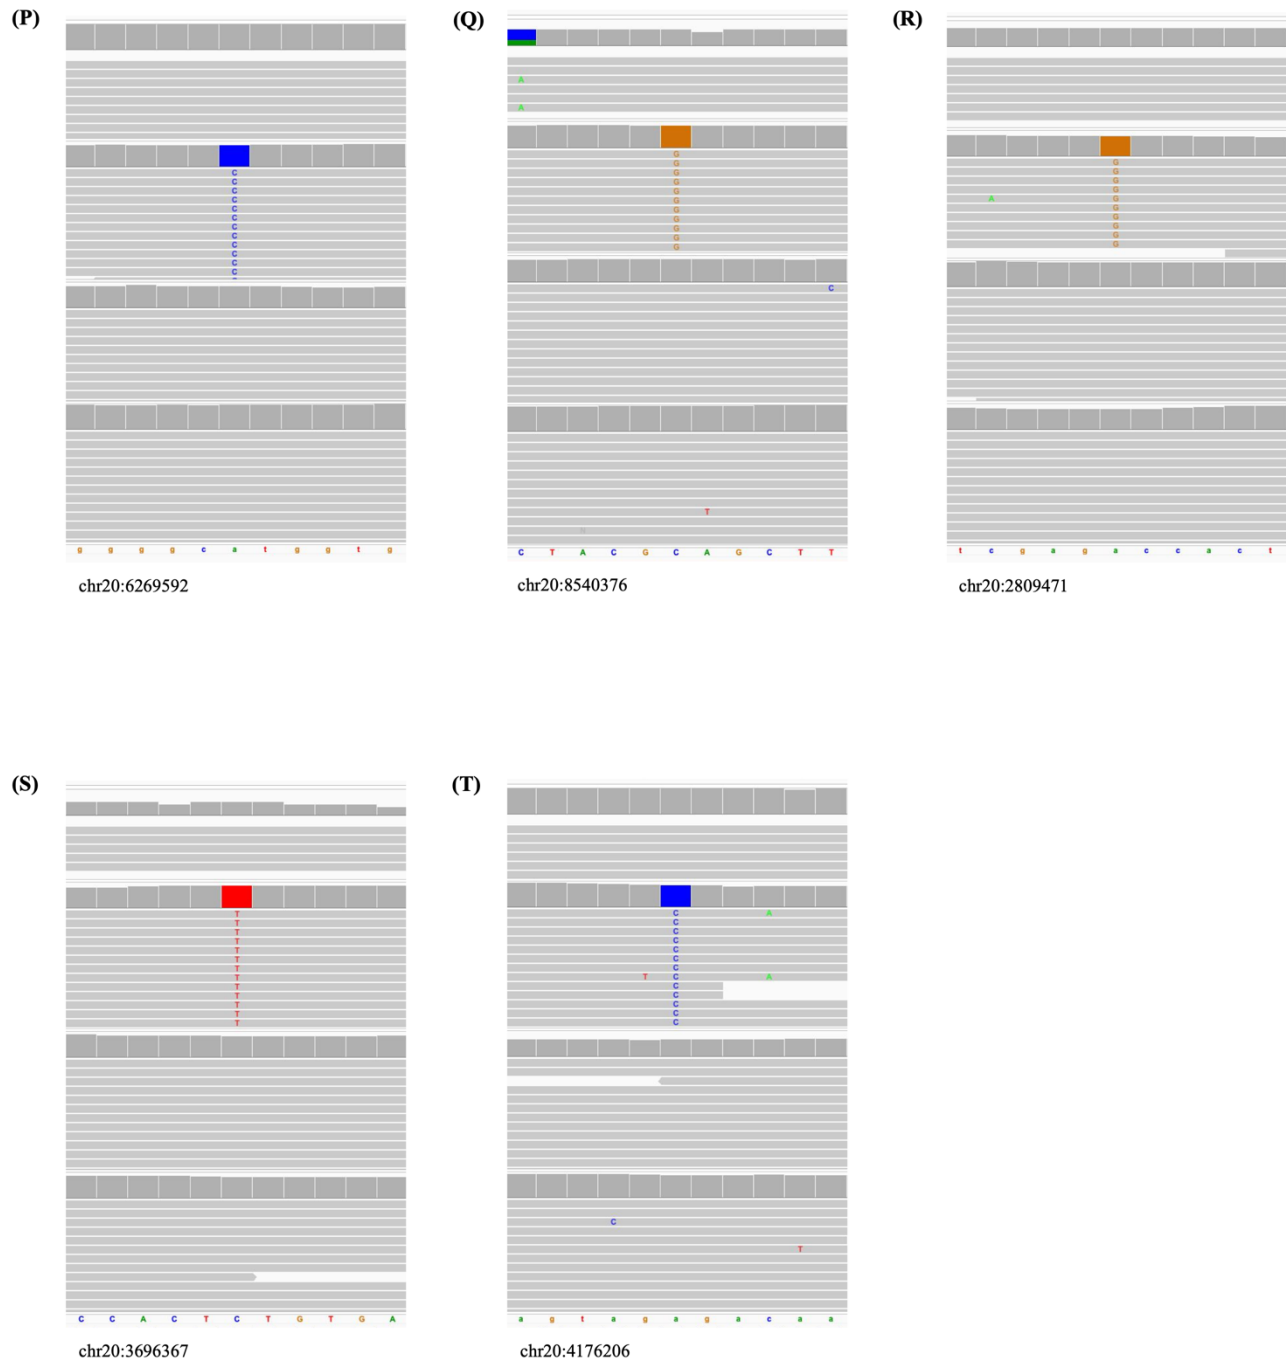 (P)
C
C
C
C
C
C
C
C
C
C
C
C
g g g g c a t g g t g
chr20:6269592
(Q)
A
A
G
G
G
G
G
G
G
G
G
G
G
C
T
N
C T A C G C A G C T T
chr20:8540376
(R)
G
G
G
G
A G
G
G
G
G
G
t c g a g a c c a c t
chr20:2809471
(S)
T
T
T
T
T
T
T
T
T
T
T
T
T
C C A C T C T G T G A
chr20:3696367
(T)
C A
C
C
C
C
C
C
T C A
C
C
C
C
C
C
T
a g t a g a g a c a a
chr20:4176206